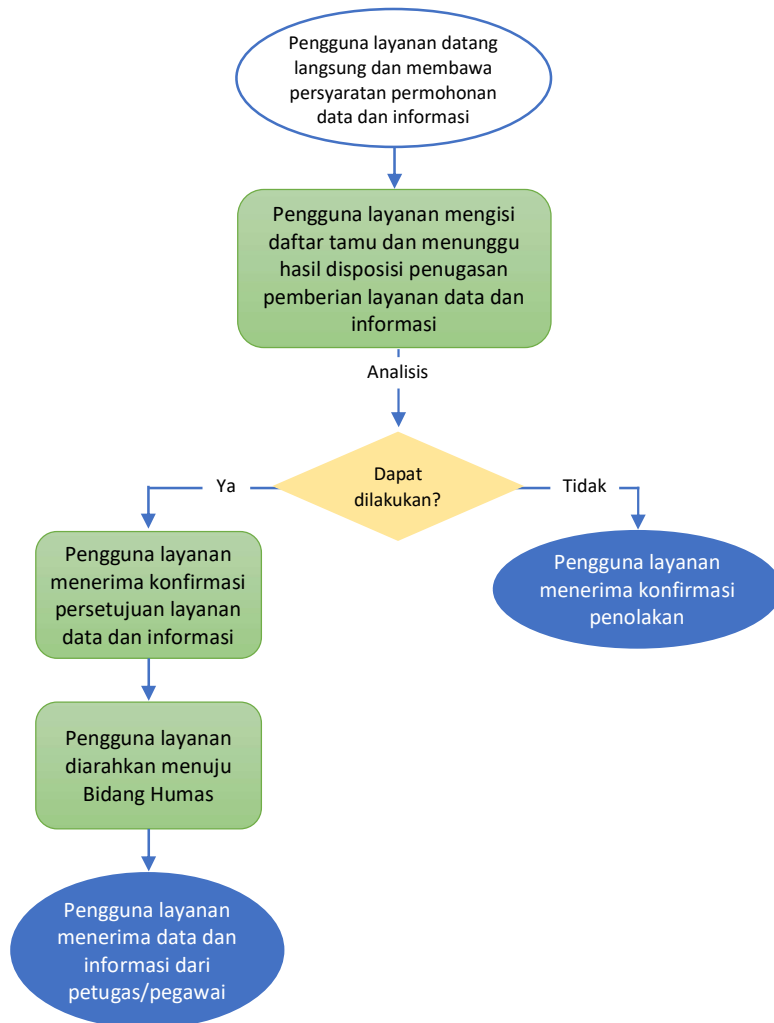 Pengguna layanan datang
langsung dan membawa
persyaratan permohonan
data dan informasi
Pengguna layanan mengisi
daftar tamu dan menunggu
hasil disposisi penugasan
pemberian layanan data dan
informasi
Analisis
Dapat
dilakukan?
Ya
Tidak
Pengguna layanan
menerima konfirmasi
persetujuan layanan
data dan informasi
Pengguna layanan
menerima konfirmasi
penolakan
Pengguna layanan
diarahkan menuju
Bidang Humas
Pengguna layanan
menerima data dan
informasi dari
petugas/pegawai